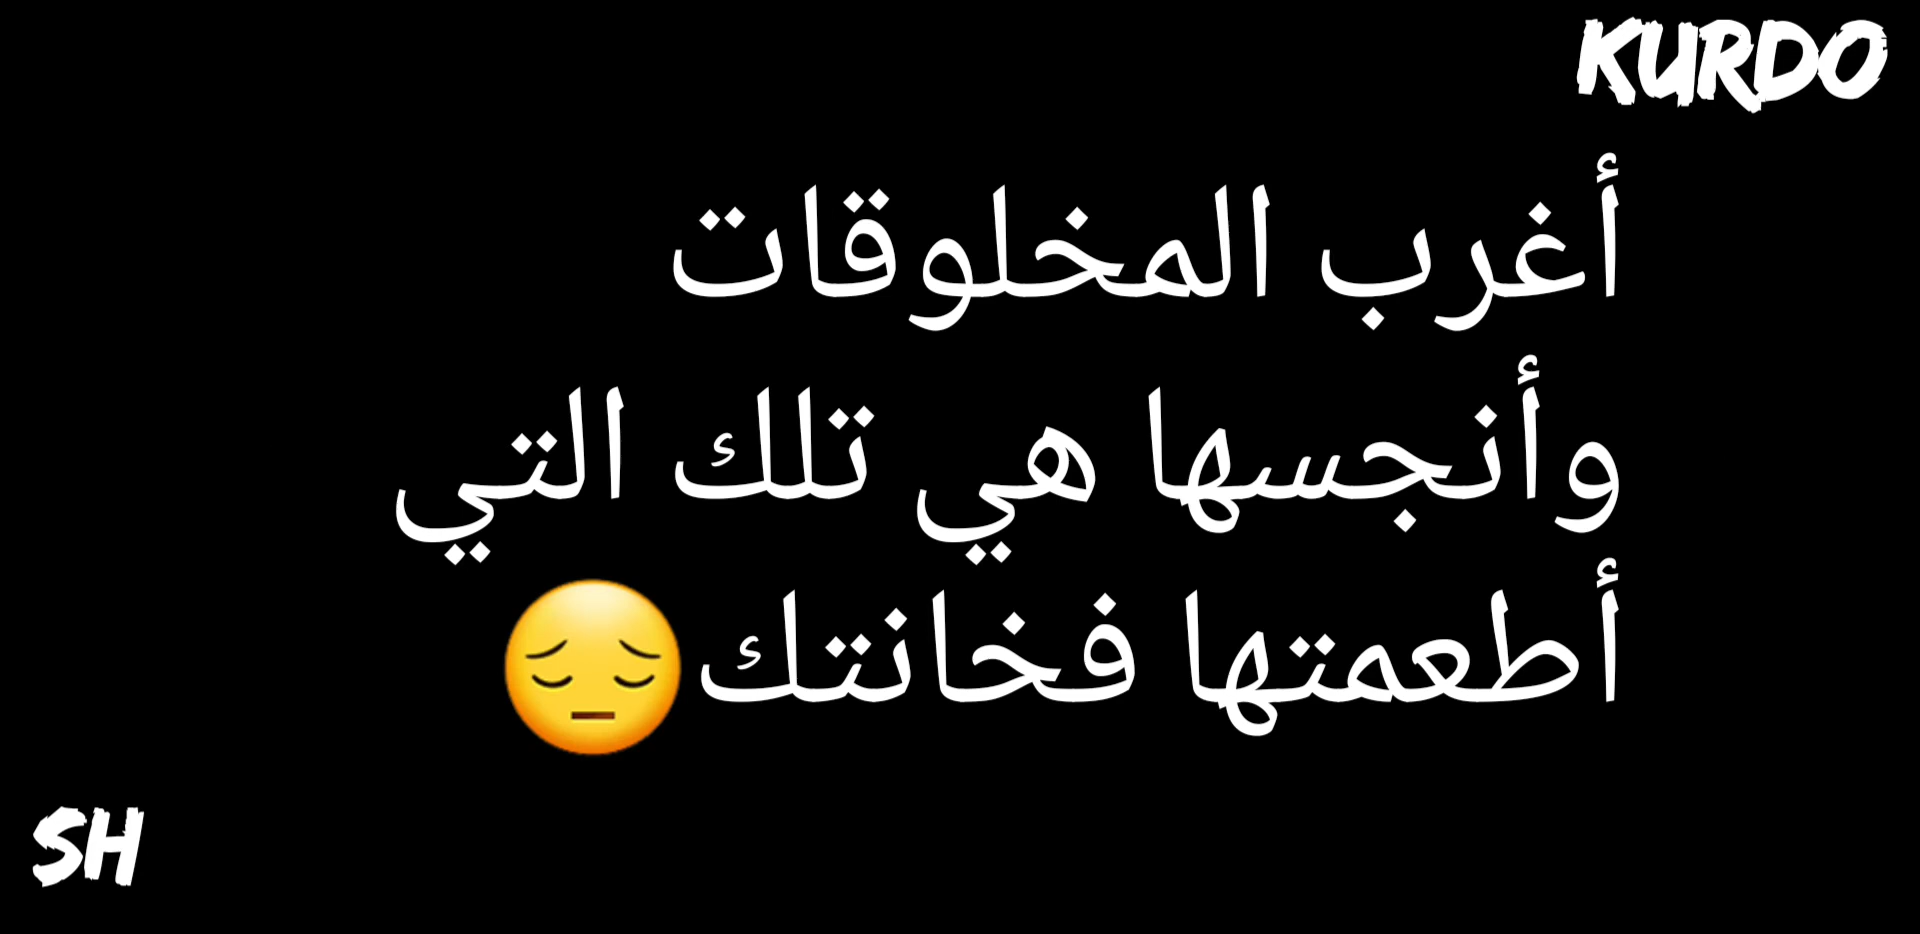 KURDO
أغرب المخلوقات
وأنجسها هي تلك التي
أطعمتها فخانتك😔
SH